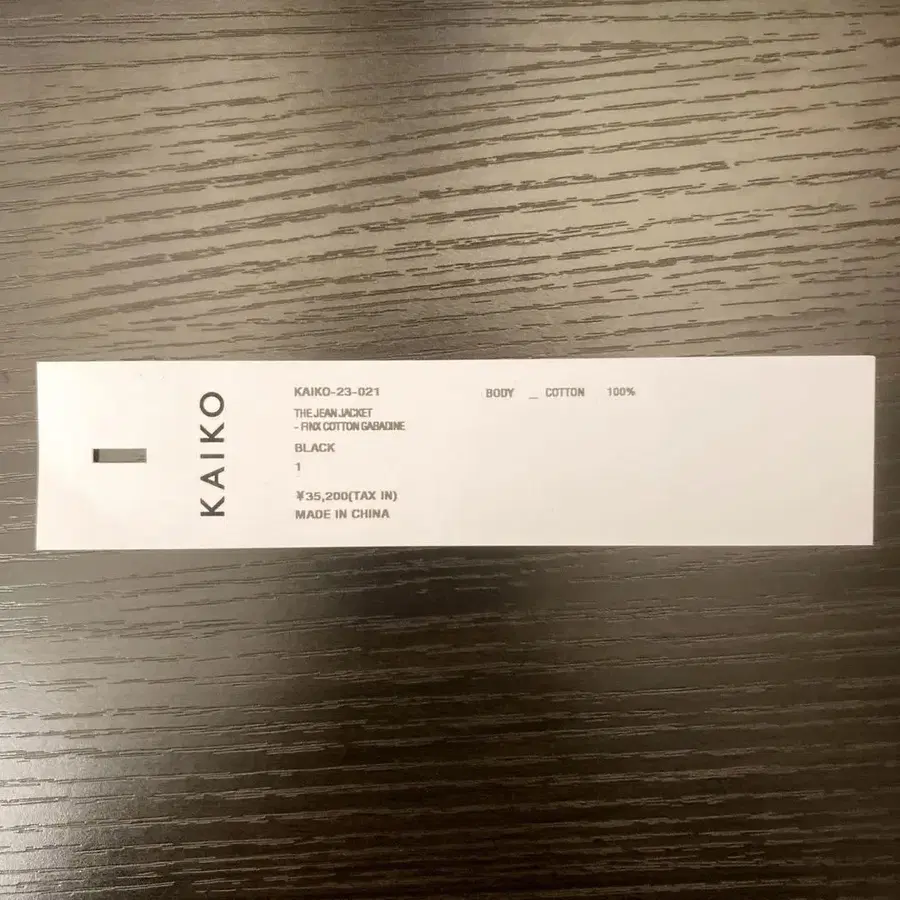 KAIKO
KAIKO-23-021
THE JEAN JACKET
- FINX COTTON GABADINE
BLACK
1
¥35,200(TAX IN)
MADE IN CHINA
BODY _ COTTON 100%